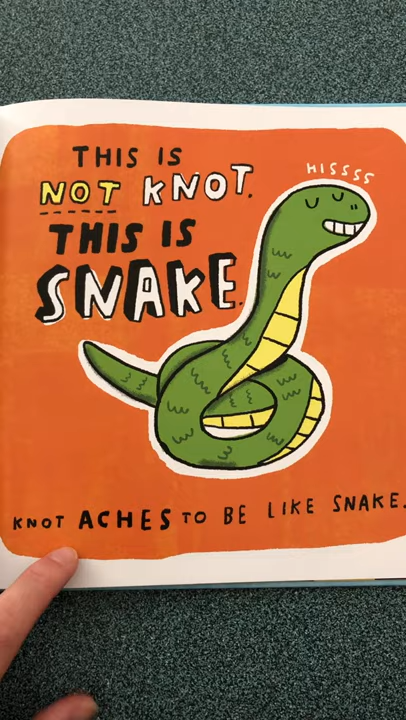 THIS IS
NOT KNOT.
THIS IS
SNAKE.
HISSSS
KNOT ACHES TO BE LIKE SNAKE.